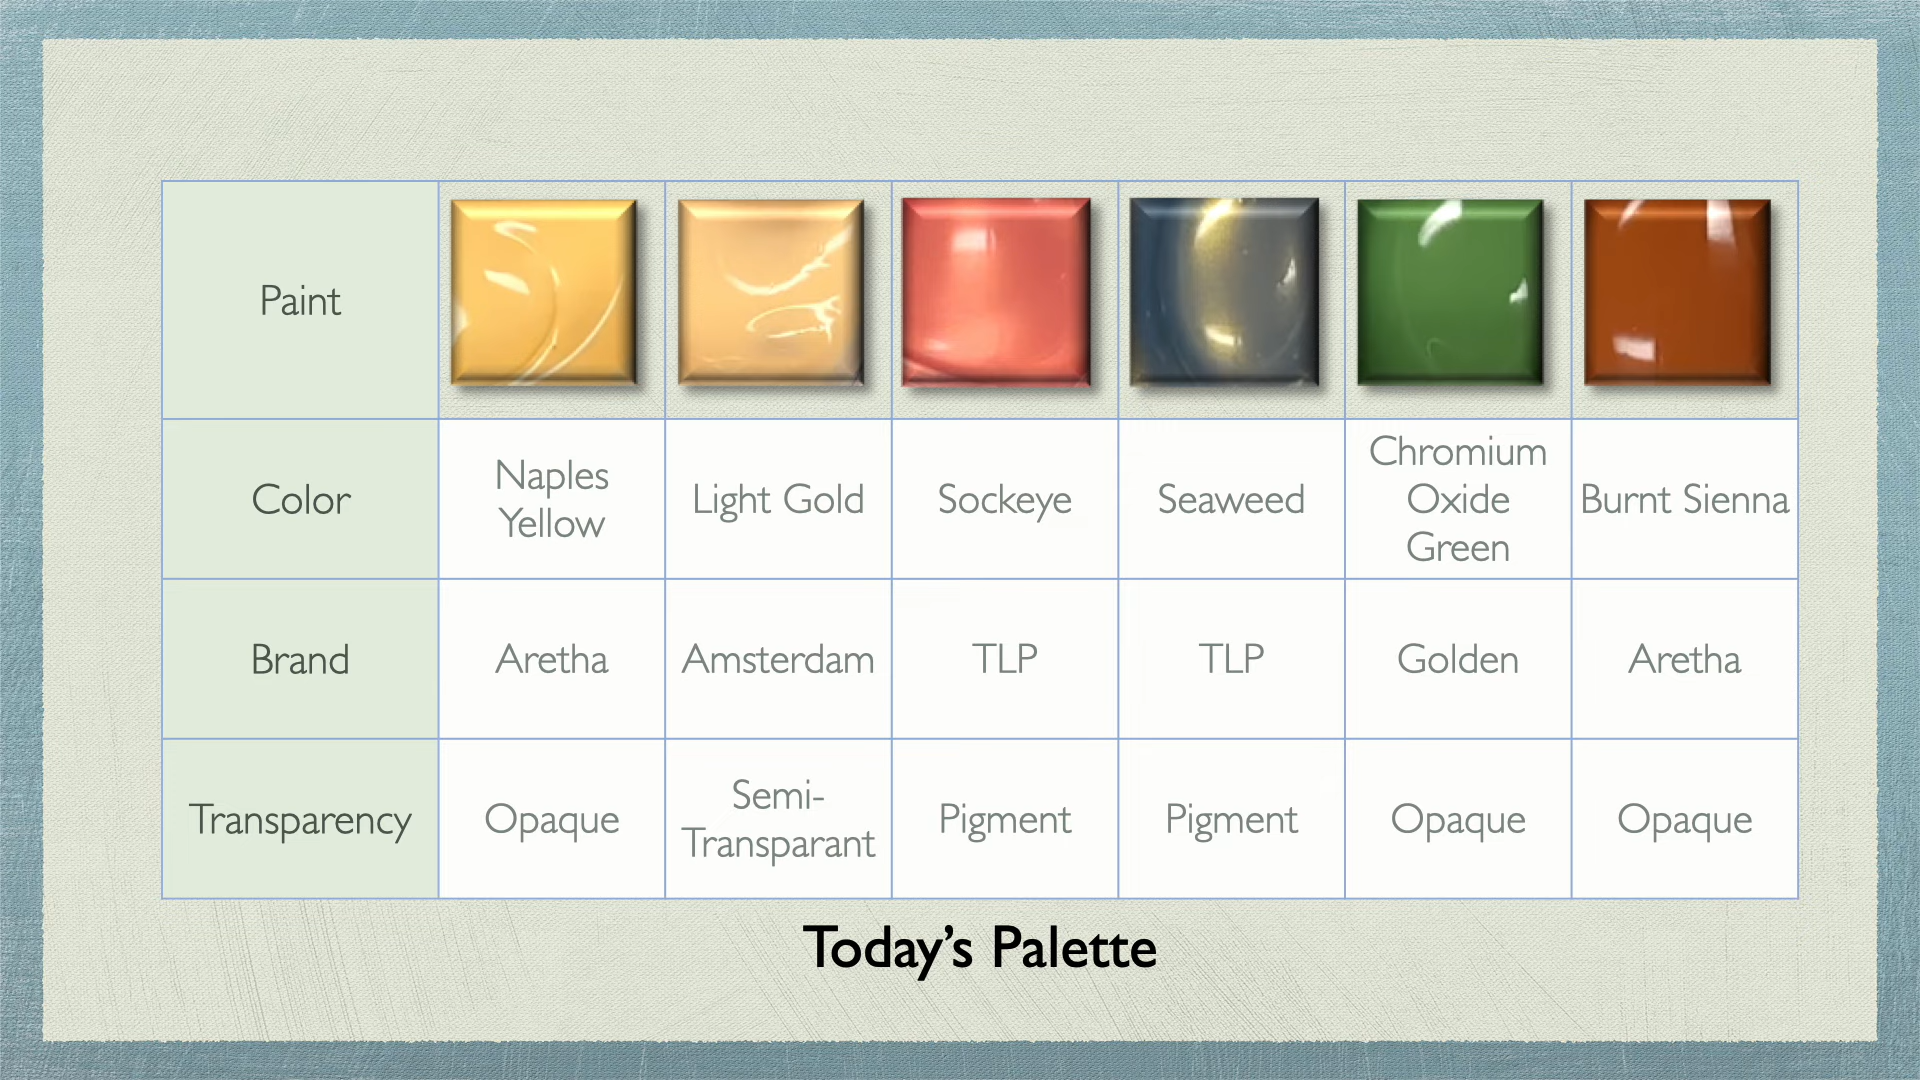 Paint
Color
Naples
Yellow
Light Gold
Sockeye
Seaweed
Chromium
Oxide
Green
Burnt Sienna
Brand
Aretha
Amsterdam
TLP
TLP
Golden
Aretha
Transparency
Opaque
Semi-
Transparant
Pigment
Pigment
Opaque
Opaque
Today’s Palette